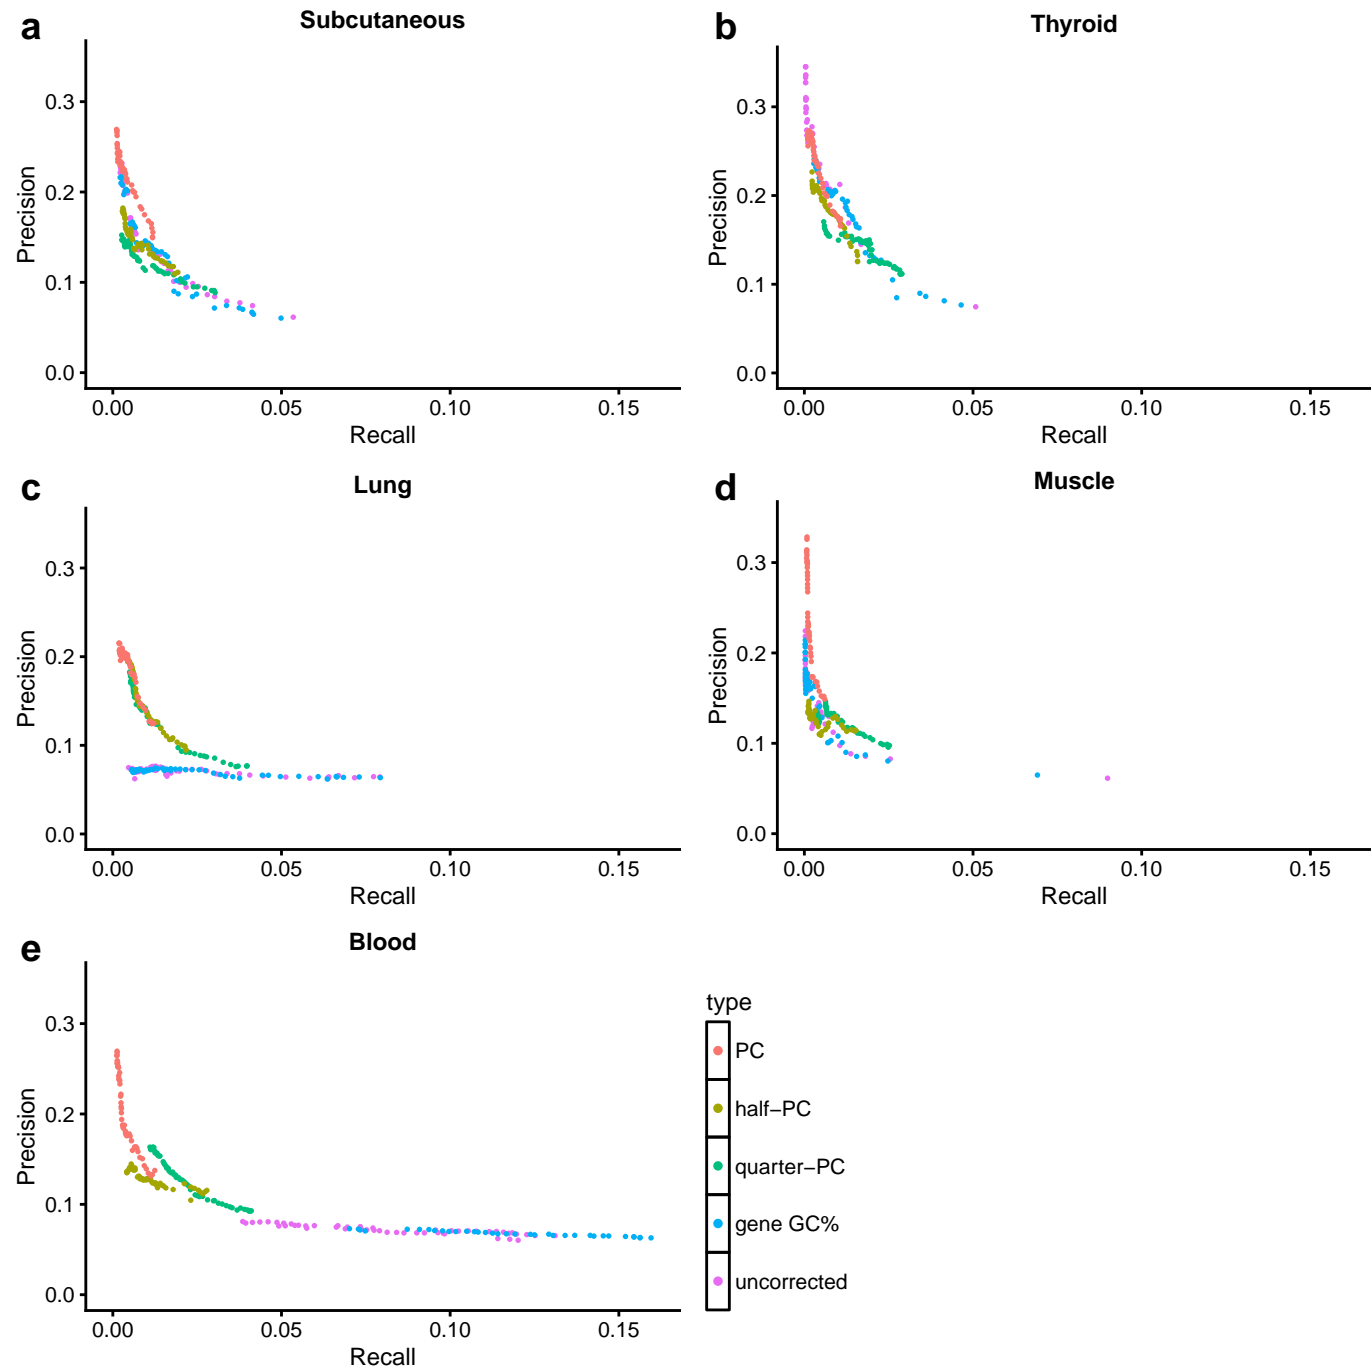 a
Subcutaneous
0.3
0.2
0.1
0.0
Precision
0.00 0.05 0.10 0.15
Recall
b
Thyroid
0.3
0.2
0.1
0.0
Precision
0.00 0.05 0.10 0.15
Recall
c
Lung
0.3
0.2
0.1
0.0
Precision
0.00 0.05 0.10 0.15
Recall
d
Muscle
0.3
0.2
0.1
0.0
Precision
0.00 0.05 0.10 0.15
Recall
e
Blood
0.3
0.2
0.1
0.0
Precision
0.00 0.05 0.10 0.15
Recall
type
PC
half−PC
quarter−PC
gene GC%
uncorrected